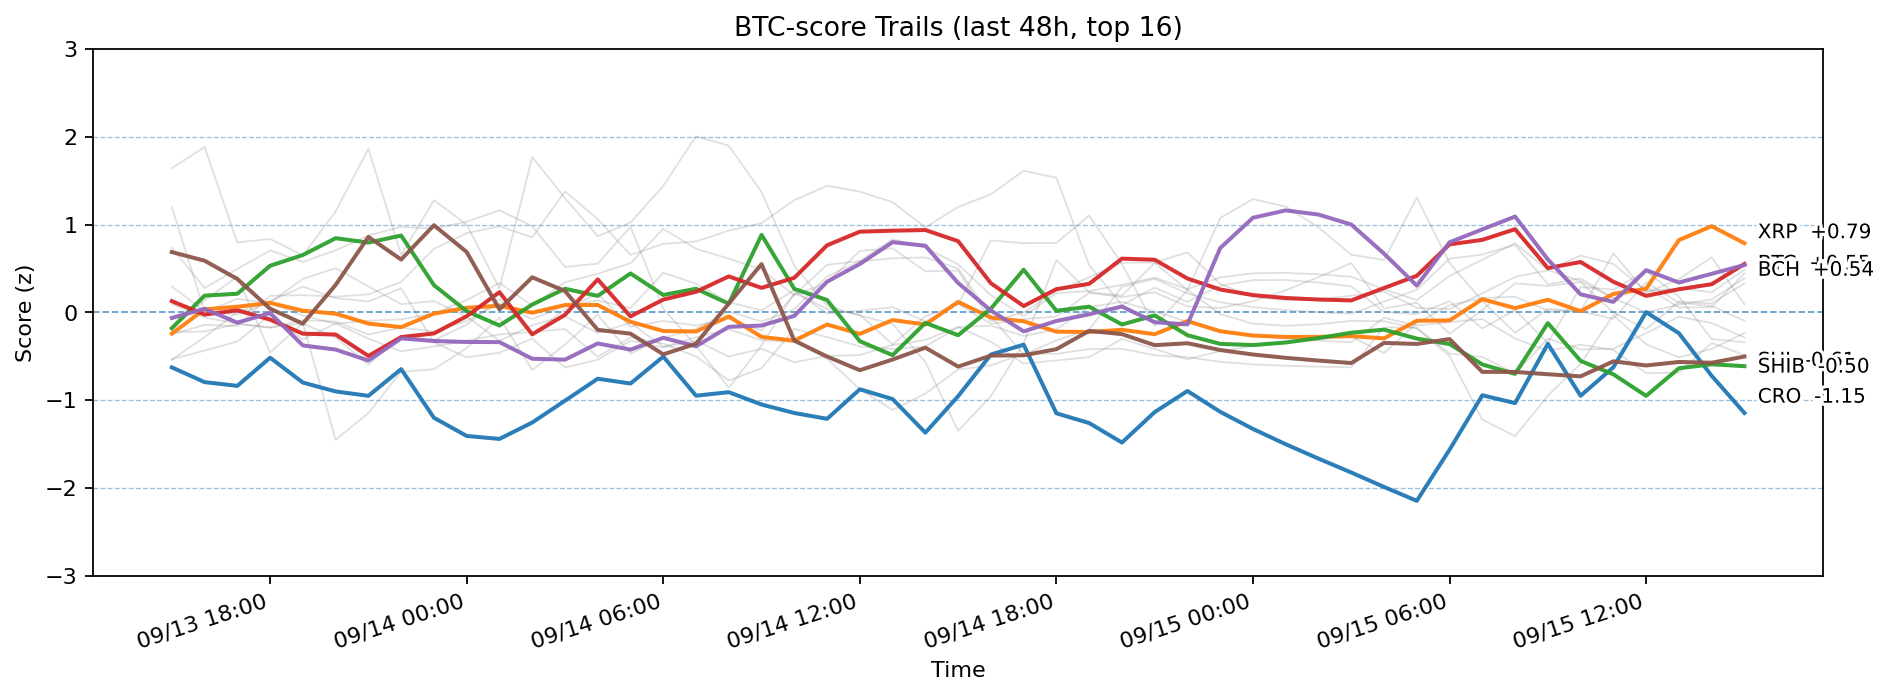 BTC-score Trails (last 48h, top 16)
Score (z)
3
2
1
0
−1
−2
−3
XRP +0.79
BCH +0.54
SHIB -0.50
CRO -1.15
09/13 18:00
09/14 00:00
09/14 06:00
09/14 12:00
09/14 18:00
09/15 00:00
09/15 06:00
09/15 12:00
Time